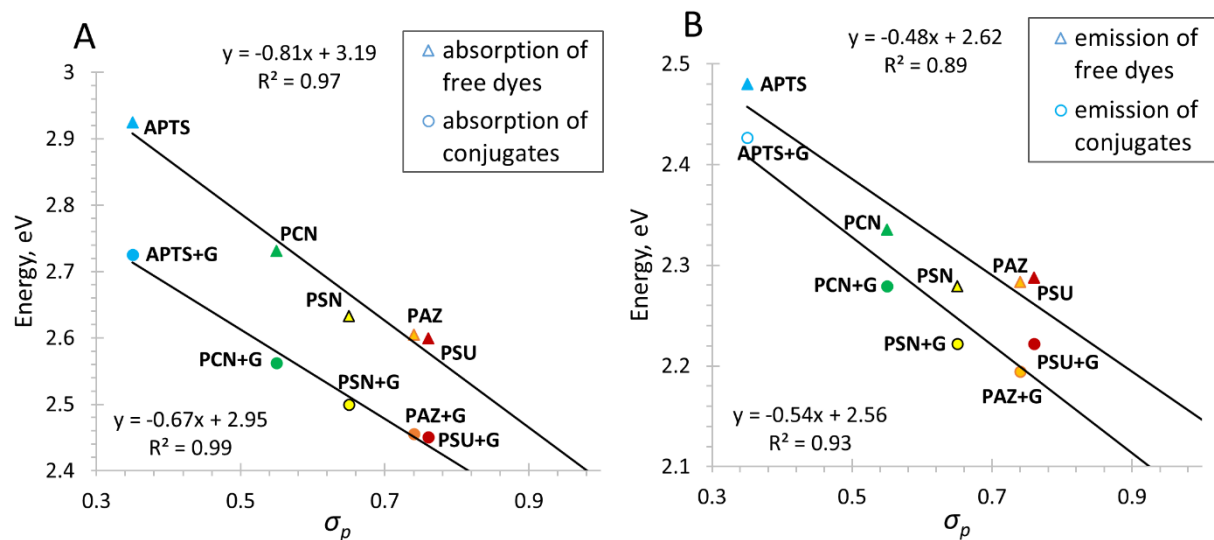 A
y = -0.81x + 3.19
R² = 0.97
absorption of
free dyes
absorption of
conjugates
Energy, eV
3
2.9
2.8
2.7
2.6
2.5
2.4
APTS
PCN
APTS+G
PSN
PAZ
PSU
PCN+G
PSN+G
PAZ+G
PSU+G
y = -0.67x + 2.95
R² = 0.99
0.3
0.5
0.7
0.9
σp
B
y = -0.48x + 2.62
R² = 0.89
emission of
free dyes
emission of
conjugates
Energy, eV
2.5
2.4
2.3
2.2
2.1
APTS
APTS+G
PCN
PSN
PAZ
PSU
PCN+G
PSN+G
PSU+G
PAZ+G
y = -0.54x + 2.56
R² = 0.93
0.3
0.5
0.7
0.9
σp